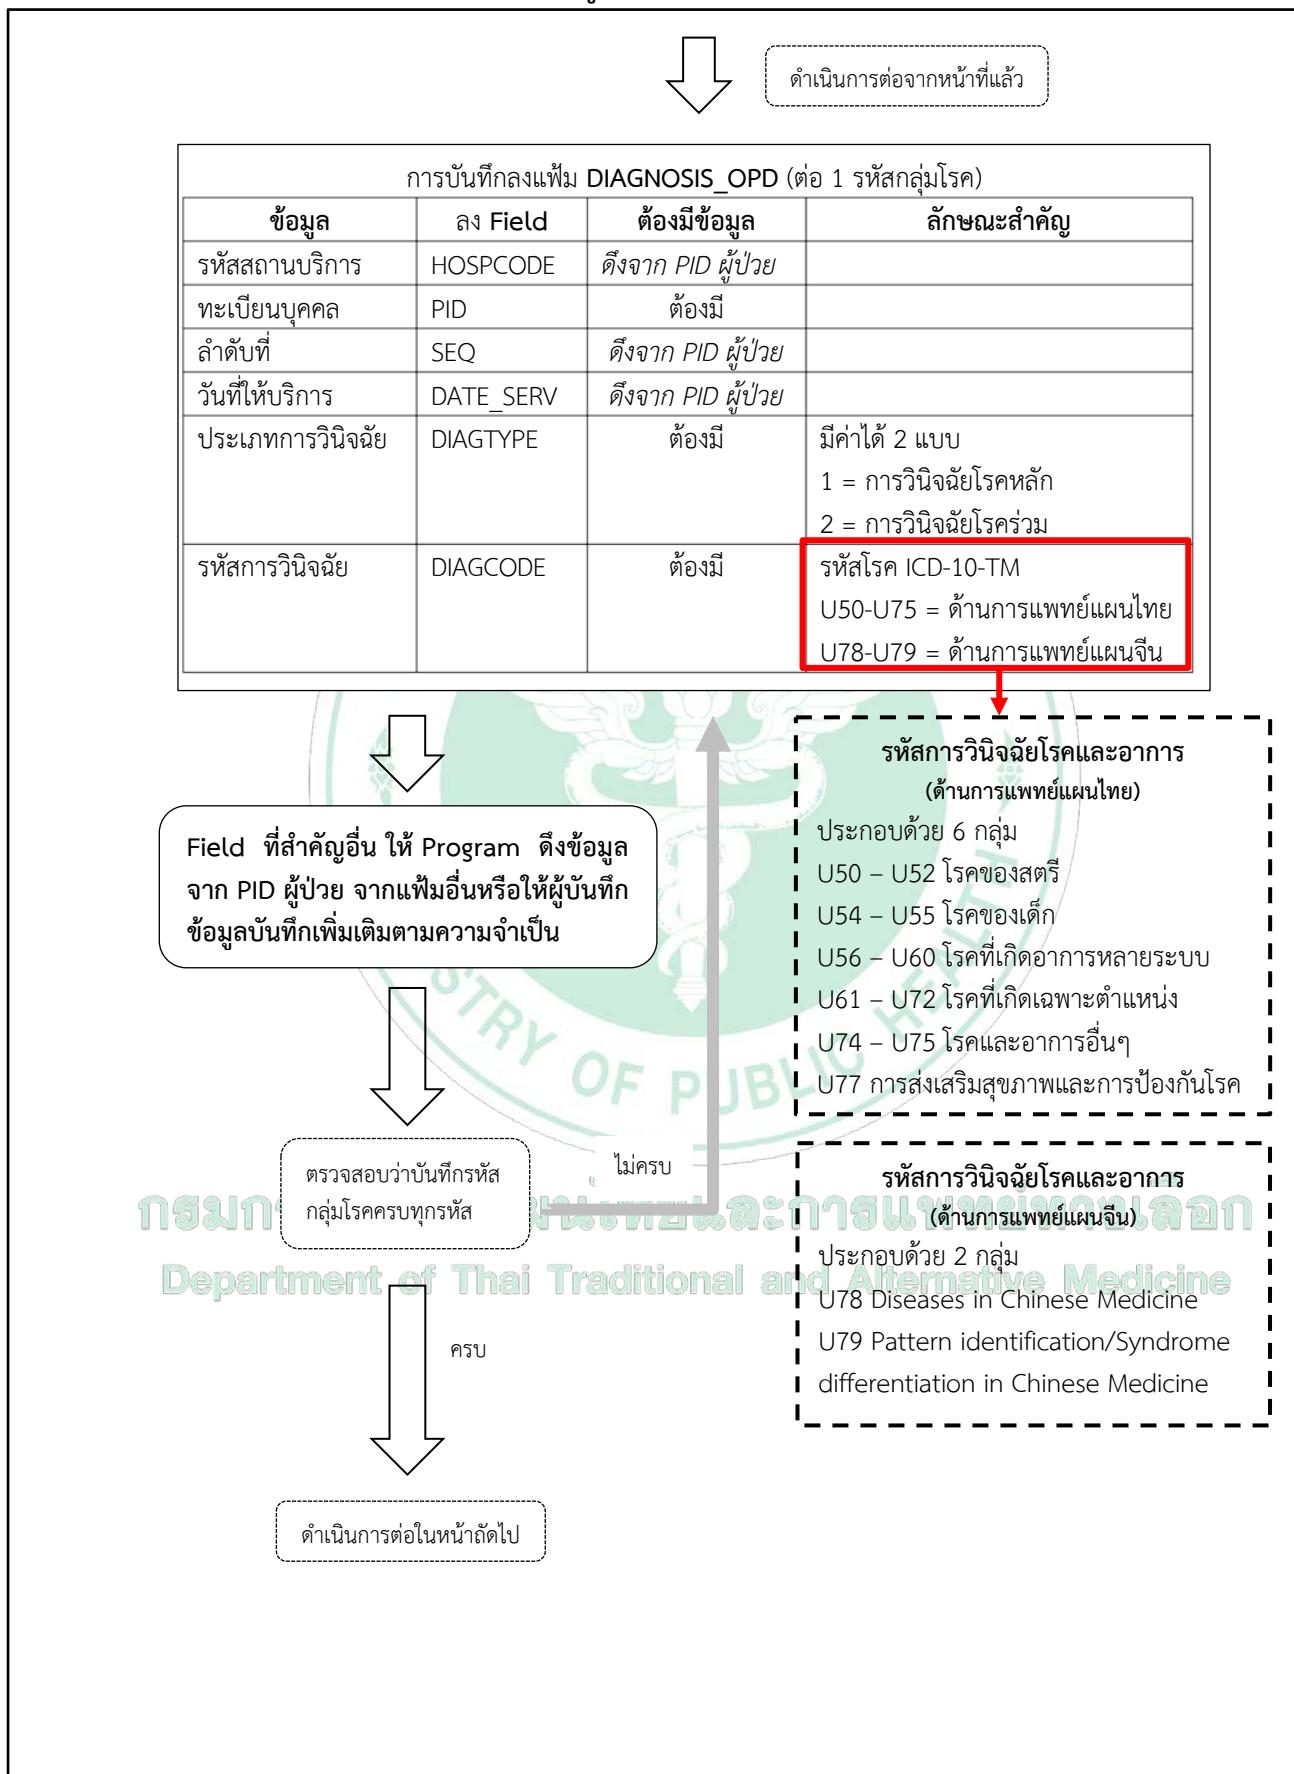 ดำเนินการต่อจากหน้าที่แล้ว
การบันทึกลงแฟ้ม DIAGNOSIS_OPD (ต่อ 1 รหัสกลุ่มโรค)
ข้อมูล ลง Field ต้องมีข้อมูล ลักษณะสำคัญ
รหัสสถานบริการ HOSPCODE ดึงจาก PID ผู้ป่วย
ทะเบียนบุคคล PID ต้องมี
ลำดับที่ SEQ ดึงจาก PID ผู้ป่วย
วันที่ให้บริการ DATE_SERV ดึงจาก PID ผู้ป่วย
ประเภทการวินิจฉัย DIAGTYPE ต้องมี มีค่าได้ 2 แบบ
1 = การวินิจฉัยโรคหลัก
2 = การวินิจฉัยโรคร่วม
รหัสการวินิจฉัย DIAGCODE ต้องมี รหัสโรค ICD-10-TM
U50-U75 = ด้านการแพทย์แผนไทย
U78-U79 = ด้านการแพทย์แผนจีน
Field ที่สำคัญอื่น ให้ Program ดึงข้อมูล
จาก PID ผู้ป่วย จากแฟ้มอื่นหรือให้ผู้บันทึก
ข้อมูลบันทึกเพิ่มเติมตามความจำเป็น
รหัสการวินิจฉัยโรคและอาการ
(ด้านการแพทย์แผนไทย)
ประกอบด้วย 6 กลุ่ม
U50 – U52 โรคของสตรี
U54 – U55 โรคของเด็ก
U56 – U60 โรคที่เกิดอาการหลายระบบ
U61 – U72 โรคที่เกิดเฉพาะตำแหน่ง
U74 – U75 โรคและอาการอื่นๆ
U77 การส่งเสริมสุขภาพและการป้องกันโรค
STRY OF PUBLIC HEALTH
ตรวจสอบว่าบันทึกรหัส
กลุ่มโรคครบทุกรหัส
ไม่ครบ
รหัสการวินิจฉัยโรคและอาการ
(ด้านการแพทย์แผนจีน)
ประกอบด้วย 2 กลุ่ม
U78 Diseases in Chinese Medicine
U79 Pattern identification/Syndrome
differentiation in Chinese Medicine
Department of Thai Traditional and Alternative Medicine
ครบ
ดำเนินการต่อในหน้าถัดไป